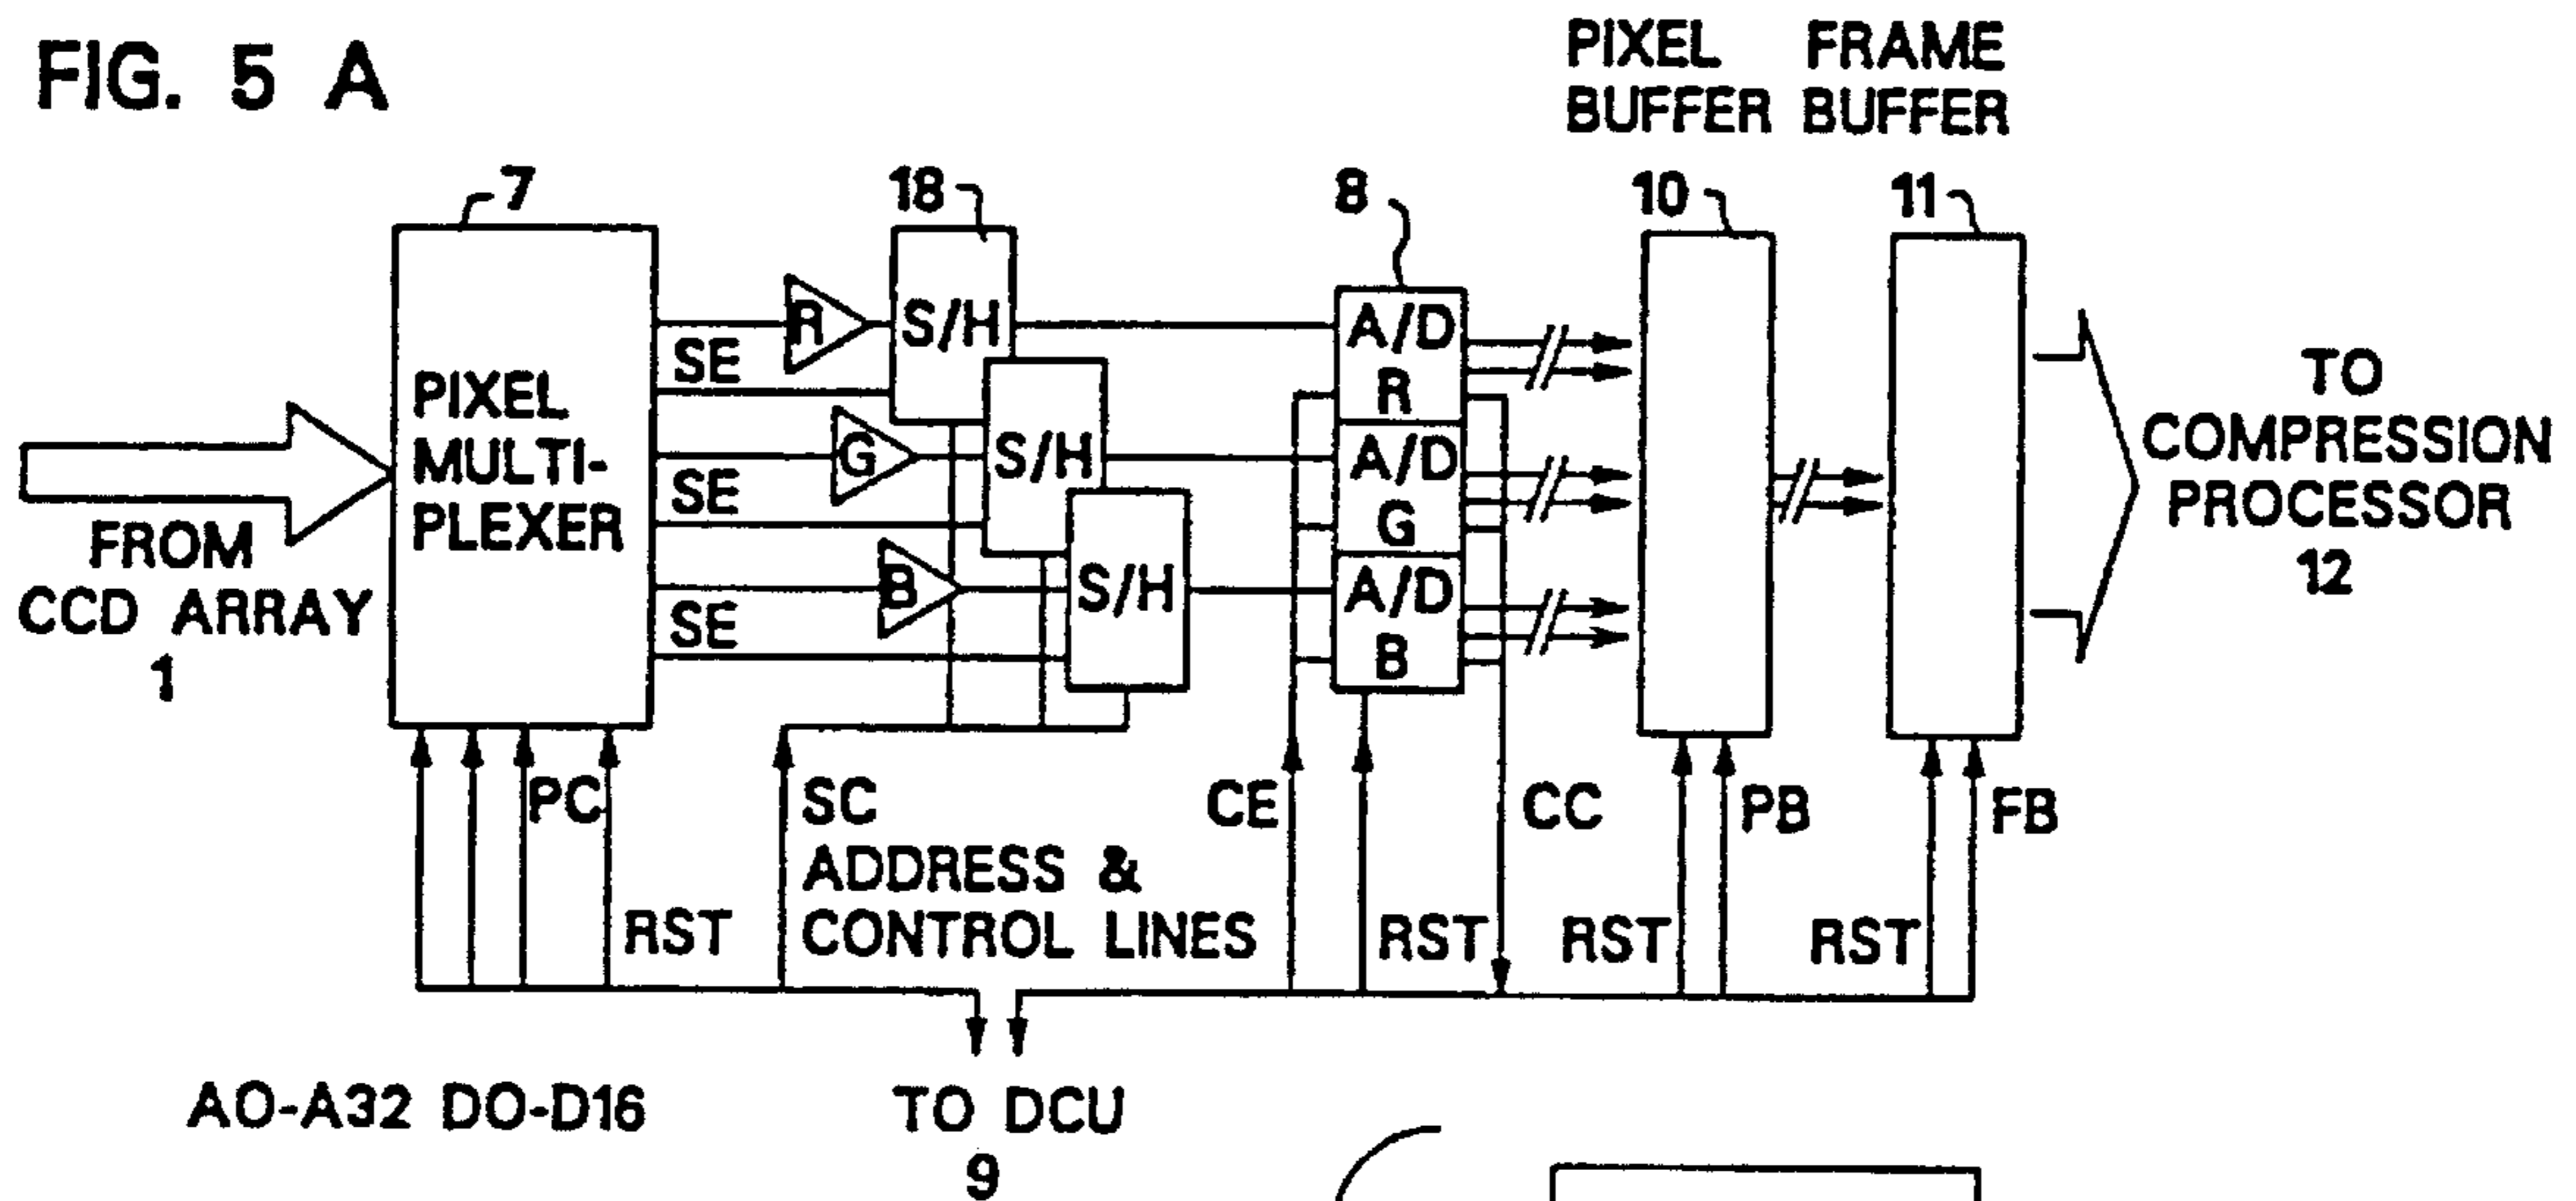 FIG. 5 A
PIXEL FRAME
BUFFER BUFFER
7
18
8
10
11
R
S/H
A/D
R
SE
G
S/H
A/D
G
SE
B
S/H
A/D
B
SE
PIXEL
MULTI-
PLEXER
FROM
CCD ARRAY
1
TO
COMPRESSION
PROCESSOR
12
PC
SC
CE
CC
PB
FB
ADDRESS &
CONTROL LINES
RST
RST
RST
RST
AO-A32 DO-D16
TO DCU
9